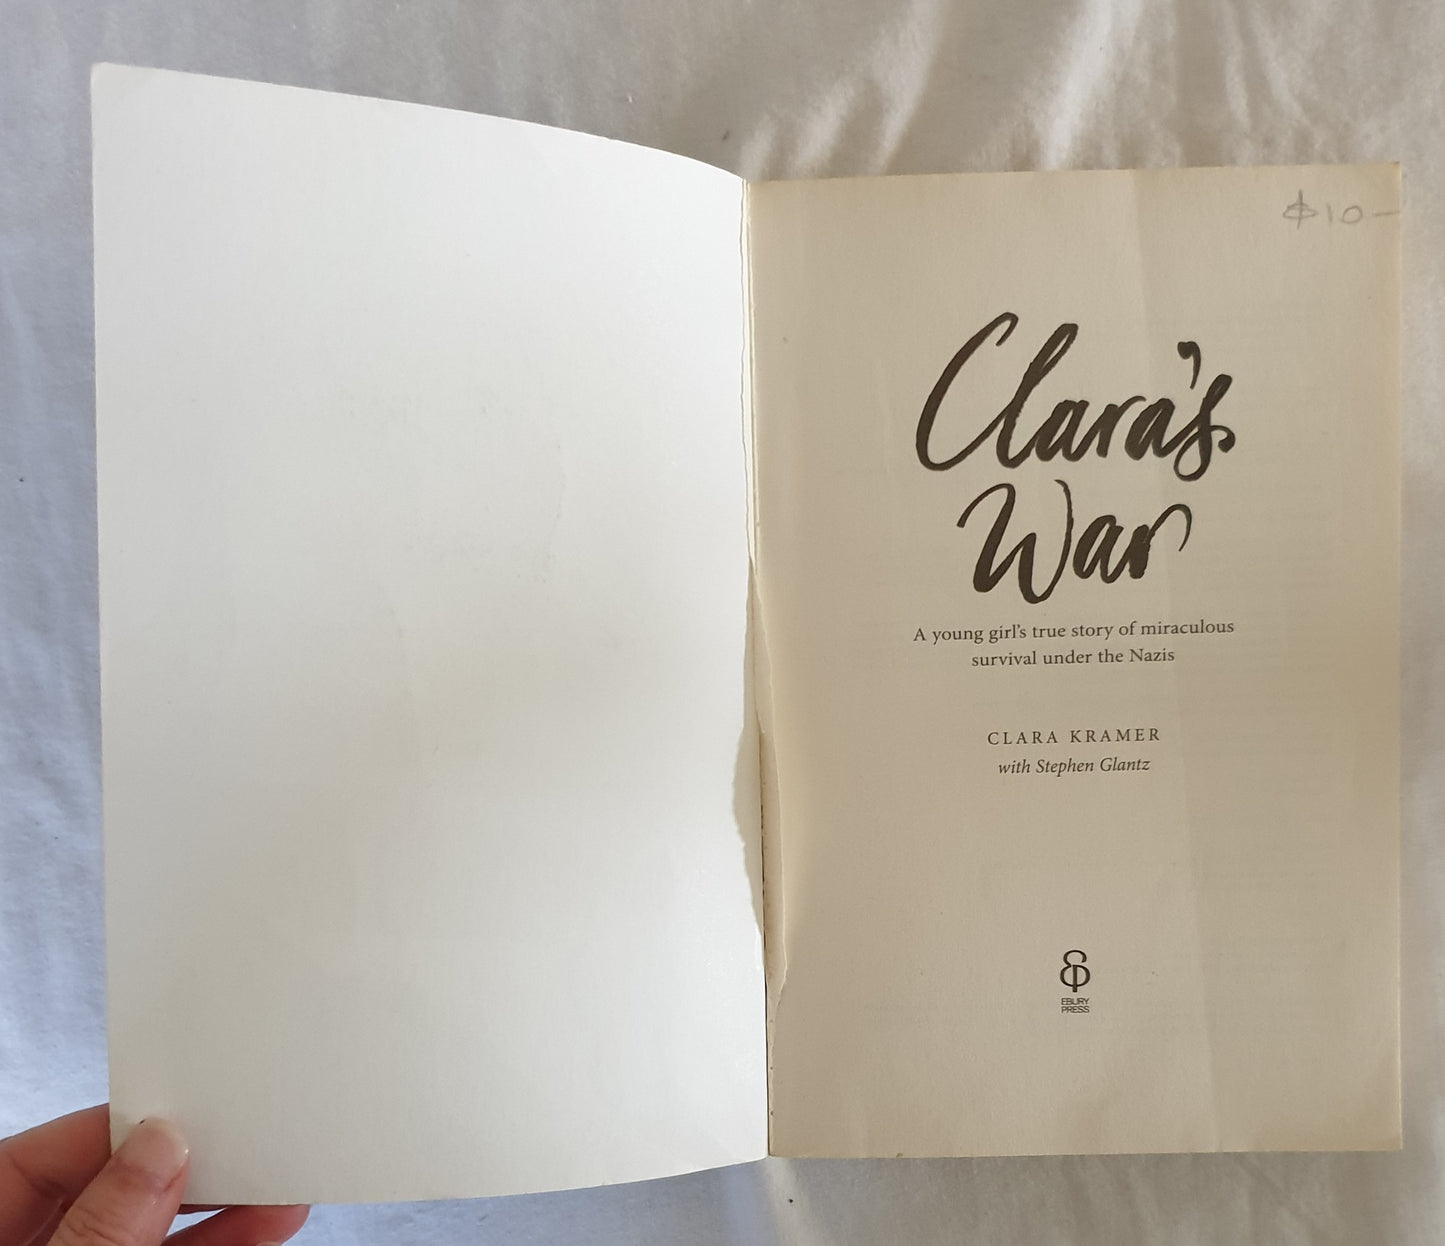 $10-
Clara's
War
A young girl's true story of miraculous
survival under the Nazis
CLARA KRAMER
with Stephen Glantz
EBURY
PRESS